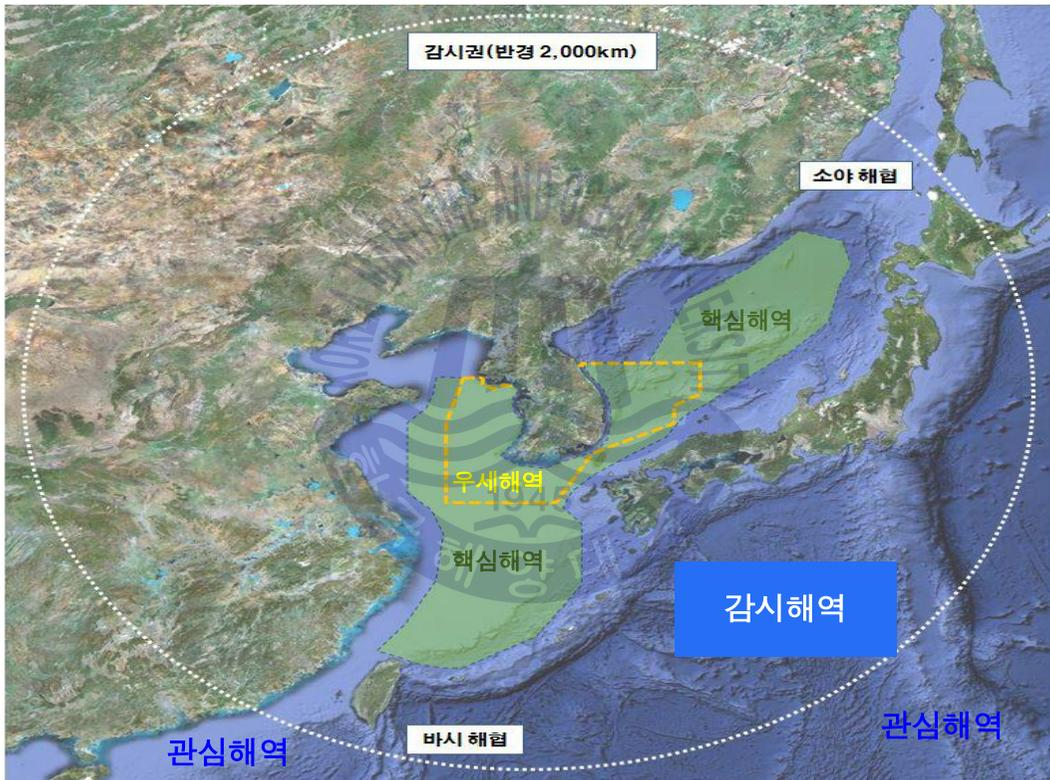 감시권(반경 2,000km)
소야 해협
핵심해역
우세해역
1945
핵심해역
감시해역
관심해역
바시 해협
관심해역